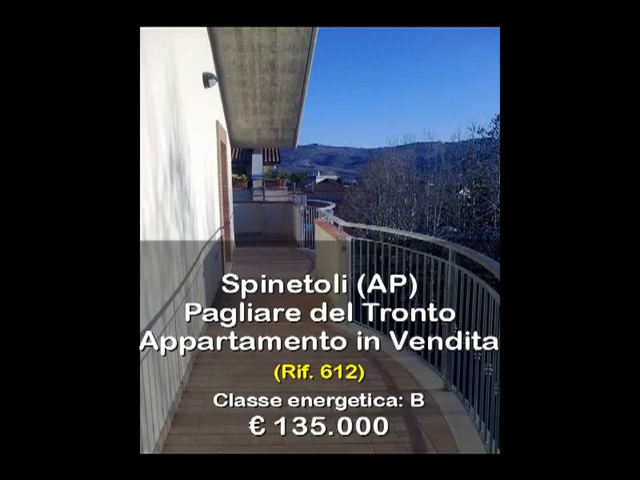 Spinetoli (AP)
Pagliare del Tronto
Appartamento in Vendita
(Rif. 612)
Classe energetica: B
€ 135.000